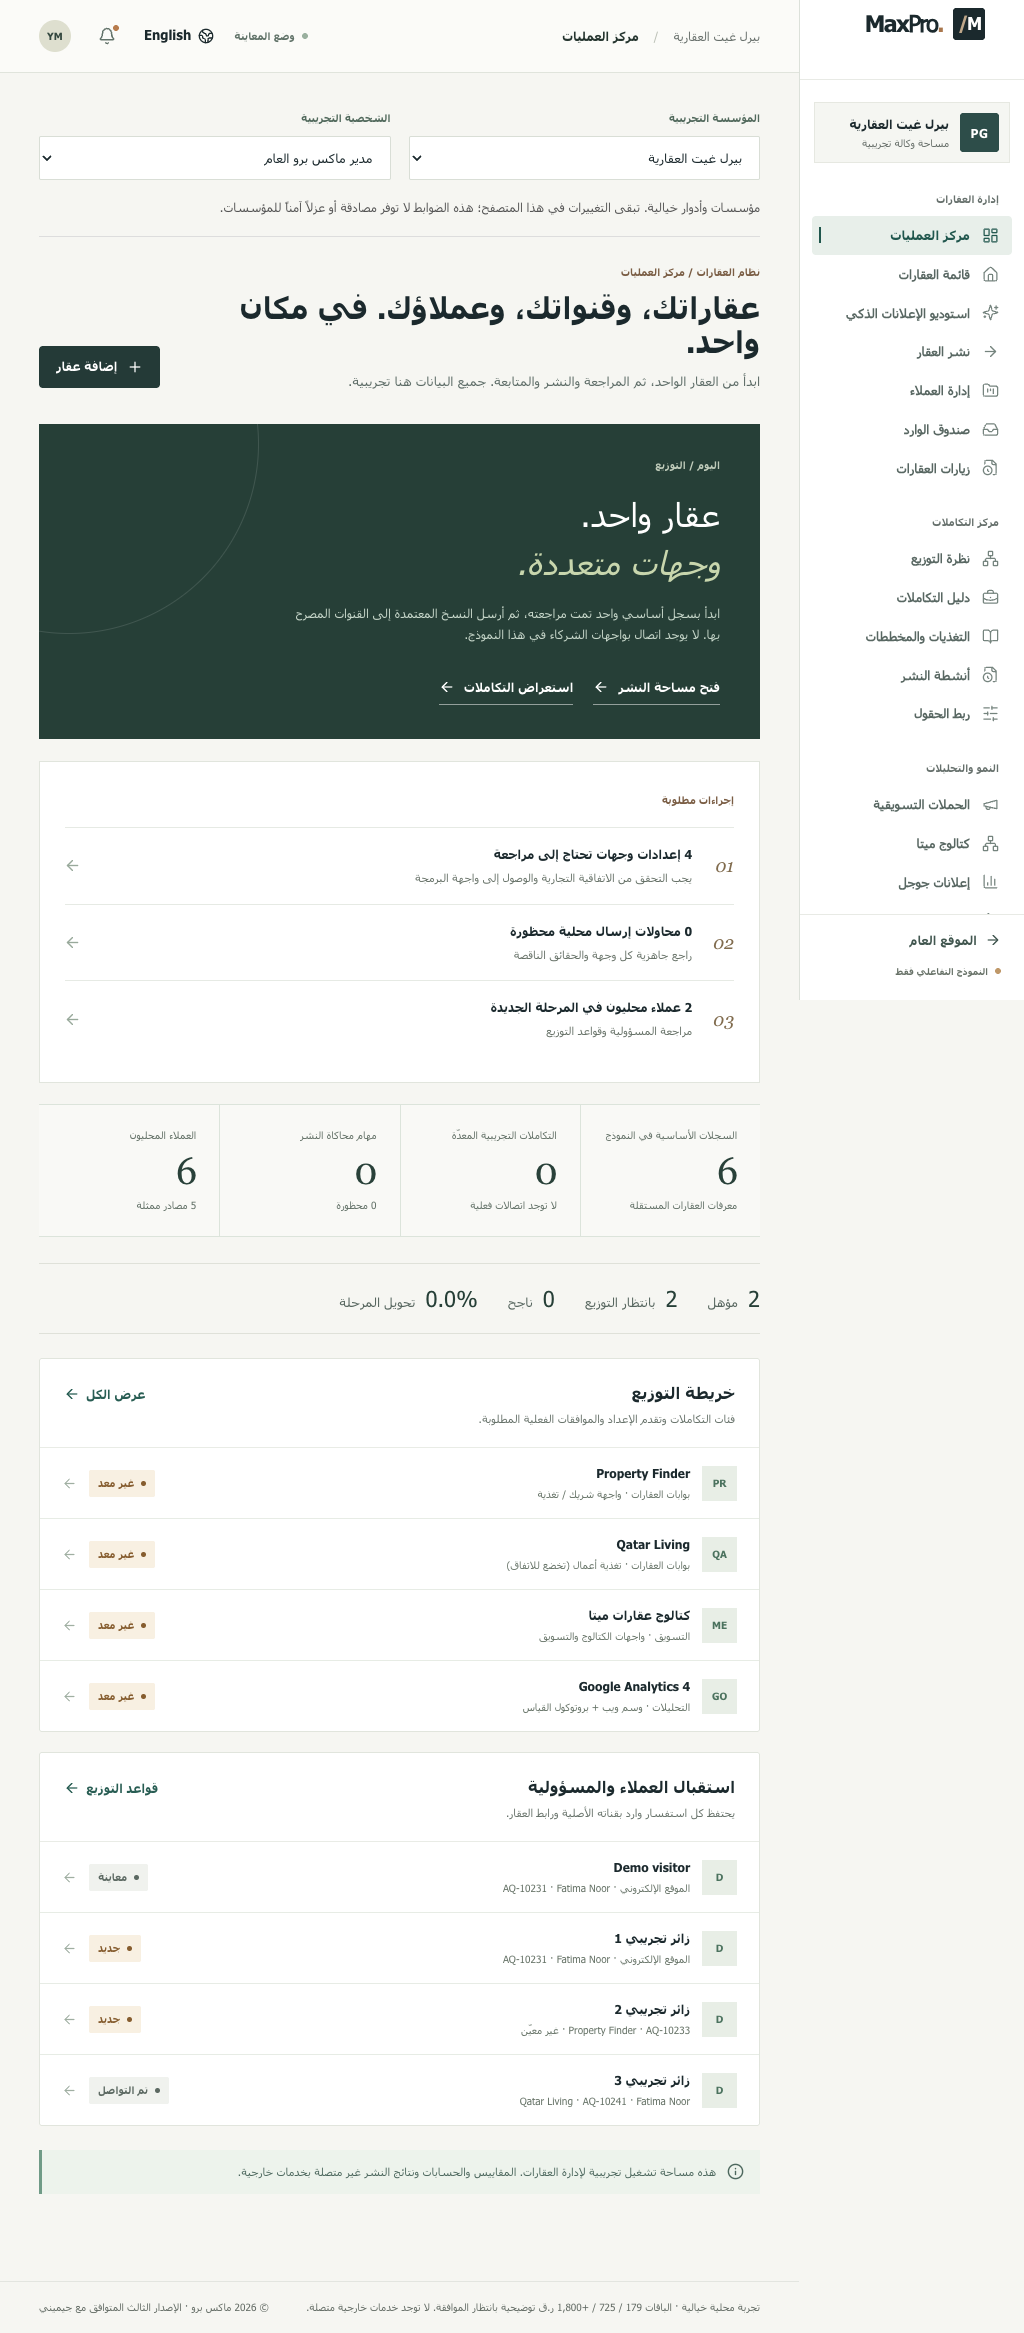 MaxPro.
/M
بيرل غيت العقارية / مركز العمليات
وضع المعاينة
English
YM
PG
بيرل غيت العقارية
مساحة وكالة تجريبية
إدارة العقارات
مركز العمليات
قائمة العقارات
استوديو الإعلانات الذكي
نشر العقار
إدارة العملاء
صندوق الوارد
زيارات العقارات
مركز التكاملات
نظرة التوزيع
دليل التكاملات
التغذيات والمخططات
أنشطة النشر
ربط الحقول
النمو والتحليلات
الحملات التسويقية
كتالوج ميتا
إعلانات جوجل
الموقع العام
النموذج التفاعلي فقط
المؤسسة التجريبية
بيرل غيت العقارية
الشخصية التجريبية
مدير ماكس برو العام
مؤسسات وأدوار خيالية. تبقى التغييرات في هذا المتصفح؛ هذه الضوابط لا توفر مصادقة أو عزلاً آمناً للمؤسسات.
نظام العقارات / مركز العمليات
عقاراتك، وقنواتك، وعملاؤك. في مكان
واحد.
ابدأ من العقار الواحد، ثم المراجعة والنشر والمتابعة. جميع البيانات هنا تجريبية.
إضافة عقار
اليوم / التوزيع
عقار واحد.
وجهات متعددة.
ابدأ بسجل أساسي واحد تمت مراجعته، ثم أرسل النسخ المعتمدة إلى القنوات المصرح
بها. لا يوجد اتصال بواجهات الشركاء في هذا النموذج.
فتح مساحة النشر
استعراض التكاملات
إجراءات مطلوبة
01
4 إعدادات وجهات تحتاج إلى مراجعة
يجب التحقق من الاتفاقية التجارية والوصول إلى واجهة البرمجة
02
0 محاولات إرسال محلية محظورة
راجع جاهزية كل وجهة والحقائق الناقصة
03
2 عملاء محليون في المرحلة الجديدة
مراجعة المسؤولية وقواعد التوزيع
السجلات الأساسية في النموذج
6
معرفات العقارات المستقلة
التكاملات التجريبية المعدّة
0
لا توجد اتصالات فعلية
مهام محاكاة النشر
0
0 محظورة
العملاء المحليون
6
5 مصادر ممثلة
2 مؤهل
2 بانتظار التوزيع
0 ناجح
0.0% تحويل المرحلة
خريطة التوزيع
فئات التكاملات وتقدم الإعداد والموافقات الفعلية المطلوبة.
عرض الكل
PR
Property Finder
بوابات العقارات · واجهة شريك / تغذية
غير معد
QA
Qatar Living
بوابات العقارات · تغذية أعمال (تخضع للاتفاق)
غير معد
ME
كتالوج عقارات ميتا
التسويق · واجهات الكتالوج والتسويق
غير معد
GO
Google Analytics 4
التحليلات · وسم ويب + بروتوكول القياس
غير معد
استقبال العملاء والمسؤولية
يحتفظ كل استفسار وارد بقناته الأصلية ورابط العقار.
قواعد التوزيع
D
Demo visitor
الموقع الإلكتروني · AQ-10231 · Fatima Noor
معاينة
D
زائر تجريبي 1
الموقع الإلكتروني · AQ-10231 · Fatima Noor
جديد
D
زائر تجريبي 2
Property Finder · AQ-10233 · غير معيّن
جديد
D
زائر تجريبي 3
Qatar Living · AQ-10241 · Fatima Noor
تم التواصل
هذه مساحة تشغيل تجريبية لإدارة العقارات. المقاييس والحسابات ونتائج النشر غير متصلة بخدمات خارجية.
تجربة محلية خيالية · الباقات 179 / 725 / +1,800 ر.ق توضيحية بانتظار الموافقة. لا توجد خدمات خارجية متصلة.
© 2026 ماكس برو · الإصدار الثالث المتوافق مع جيميني